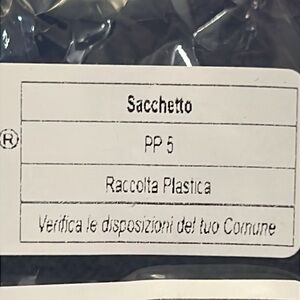 Sacchetto
® PP 5
Raccolta Plastica
Verifica le disposizioni del tuo Comune